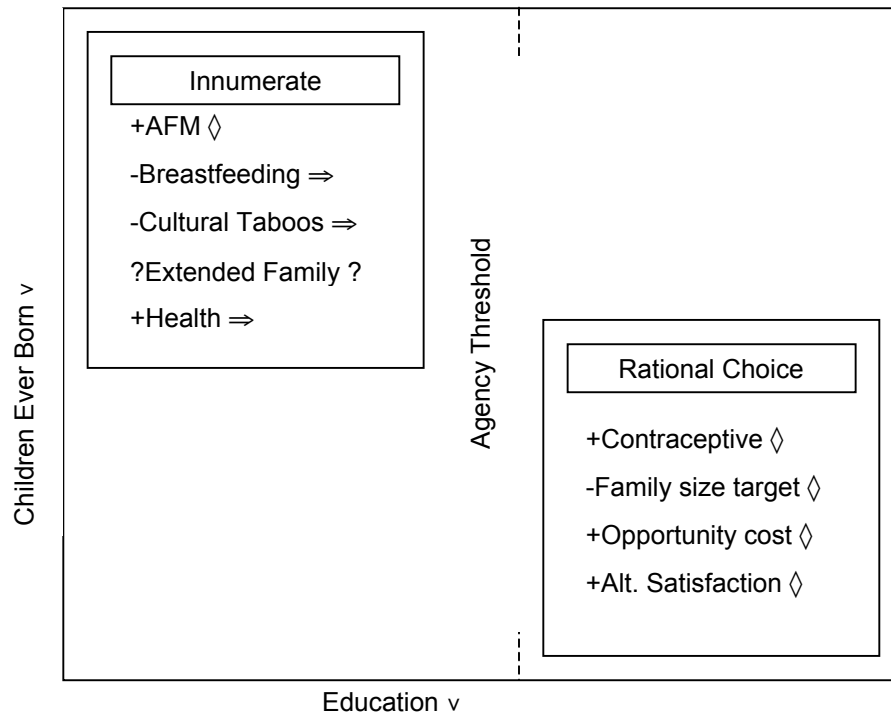 Innumerate
+AFM ◊
-Breastfeeding ⇒
-Cultural Taboos ⇒
?Extended Family ?
+Health ⇒
Children Ever Born v
Agency Threshold
Rational Choice
+Contraceptive ◊
-Family size target ◊
+Opportunity cost ◊
+Alt. Satisfaction ◊
Education v